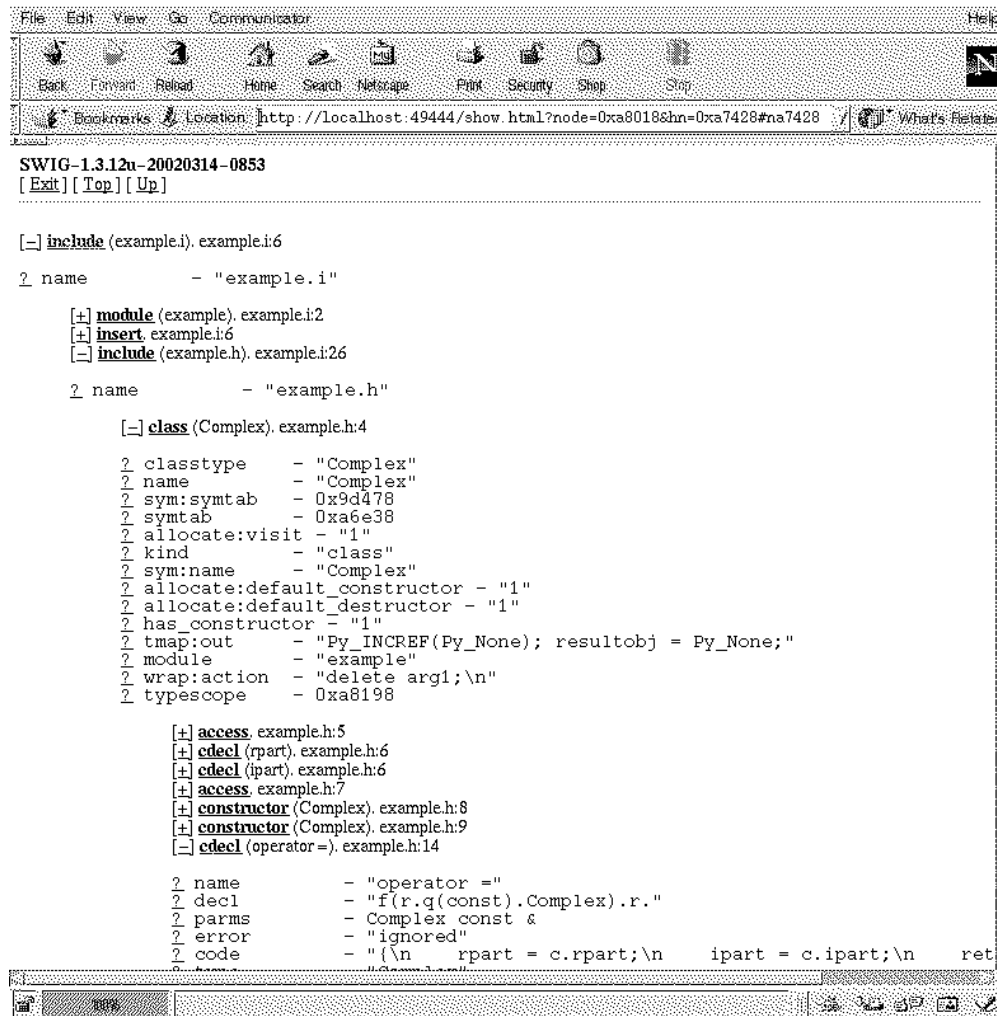 File Edit View Go Communicator Help
Back Forward Reload Home Search Netscape Print Security Shop Stop
Bookmarks Location: http://localhost:49444/show.html?node=0xa8018&hn=0xa7428#na7428 What's Related
SWIG-1.3.12u-20020314-0853
[ Exit ] [ Top ] [ Up ]
[-] include (example.i). example.i:6
? name - "example.i"
[+] module (example). example.i:2
[+] insert. example.i:6
[-] include (example.h). example.i:26
? name - "example.h"
[-] class (Complex). example.h:4
? classtype - "Complex"
? name - "Complex"
? sym:symtab - 0x9d478
? symtab - 0xa6e38
? allocate:visit - "1"
? kind - "class"
? sym:name - "Complex"
? allocate:default_constructor - "1"
? allocate:default_destructor - "1"
? has_constructor - "1"
? tmap:out - "Py_INCREF(Py_None); resultobj = Py_None;"
? module - "example"
? wrap:action - "delete arg1;\n"
? typescope - 0xa8198
[+] access. example.h:5
[+] cdecl (rpart). example.h:6
[+] cdecl (ipart). example.h:6
[+] access. example.h:7
[+] constructor (Complex). example.h:8
[+] constructor (Complex). example.h:9
[-] cdecl (operator =). example.h:14
? name - "operator ="
? decl - "f(r.q(const).Complex).r."
? parms - Complex const &
? error - "ignored"
? code - "{\n rpart = c.rpart;\n ipart = c.ipart;\n ret
100%